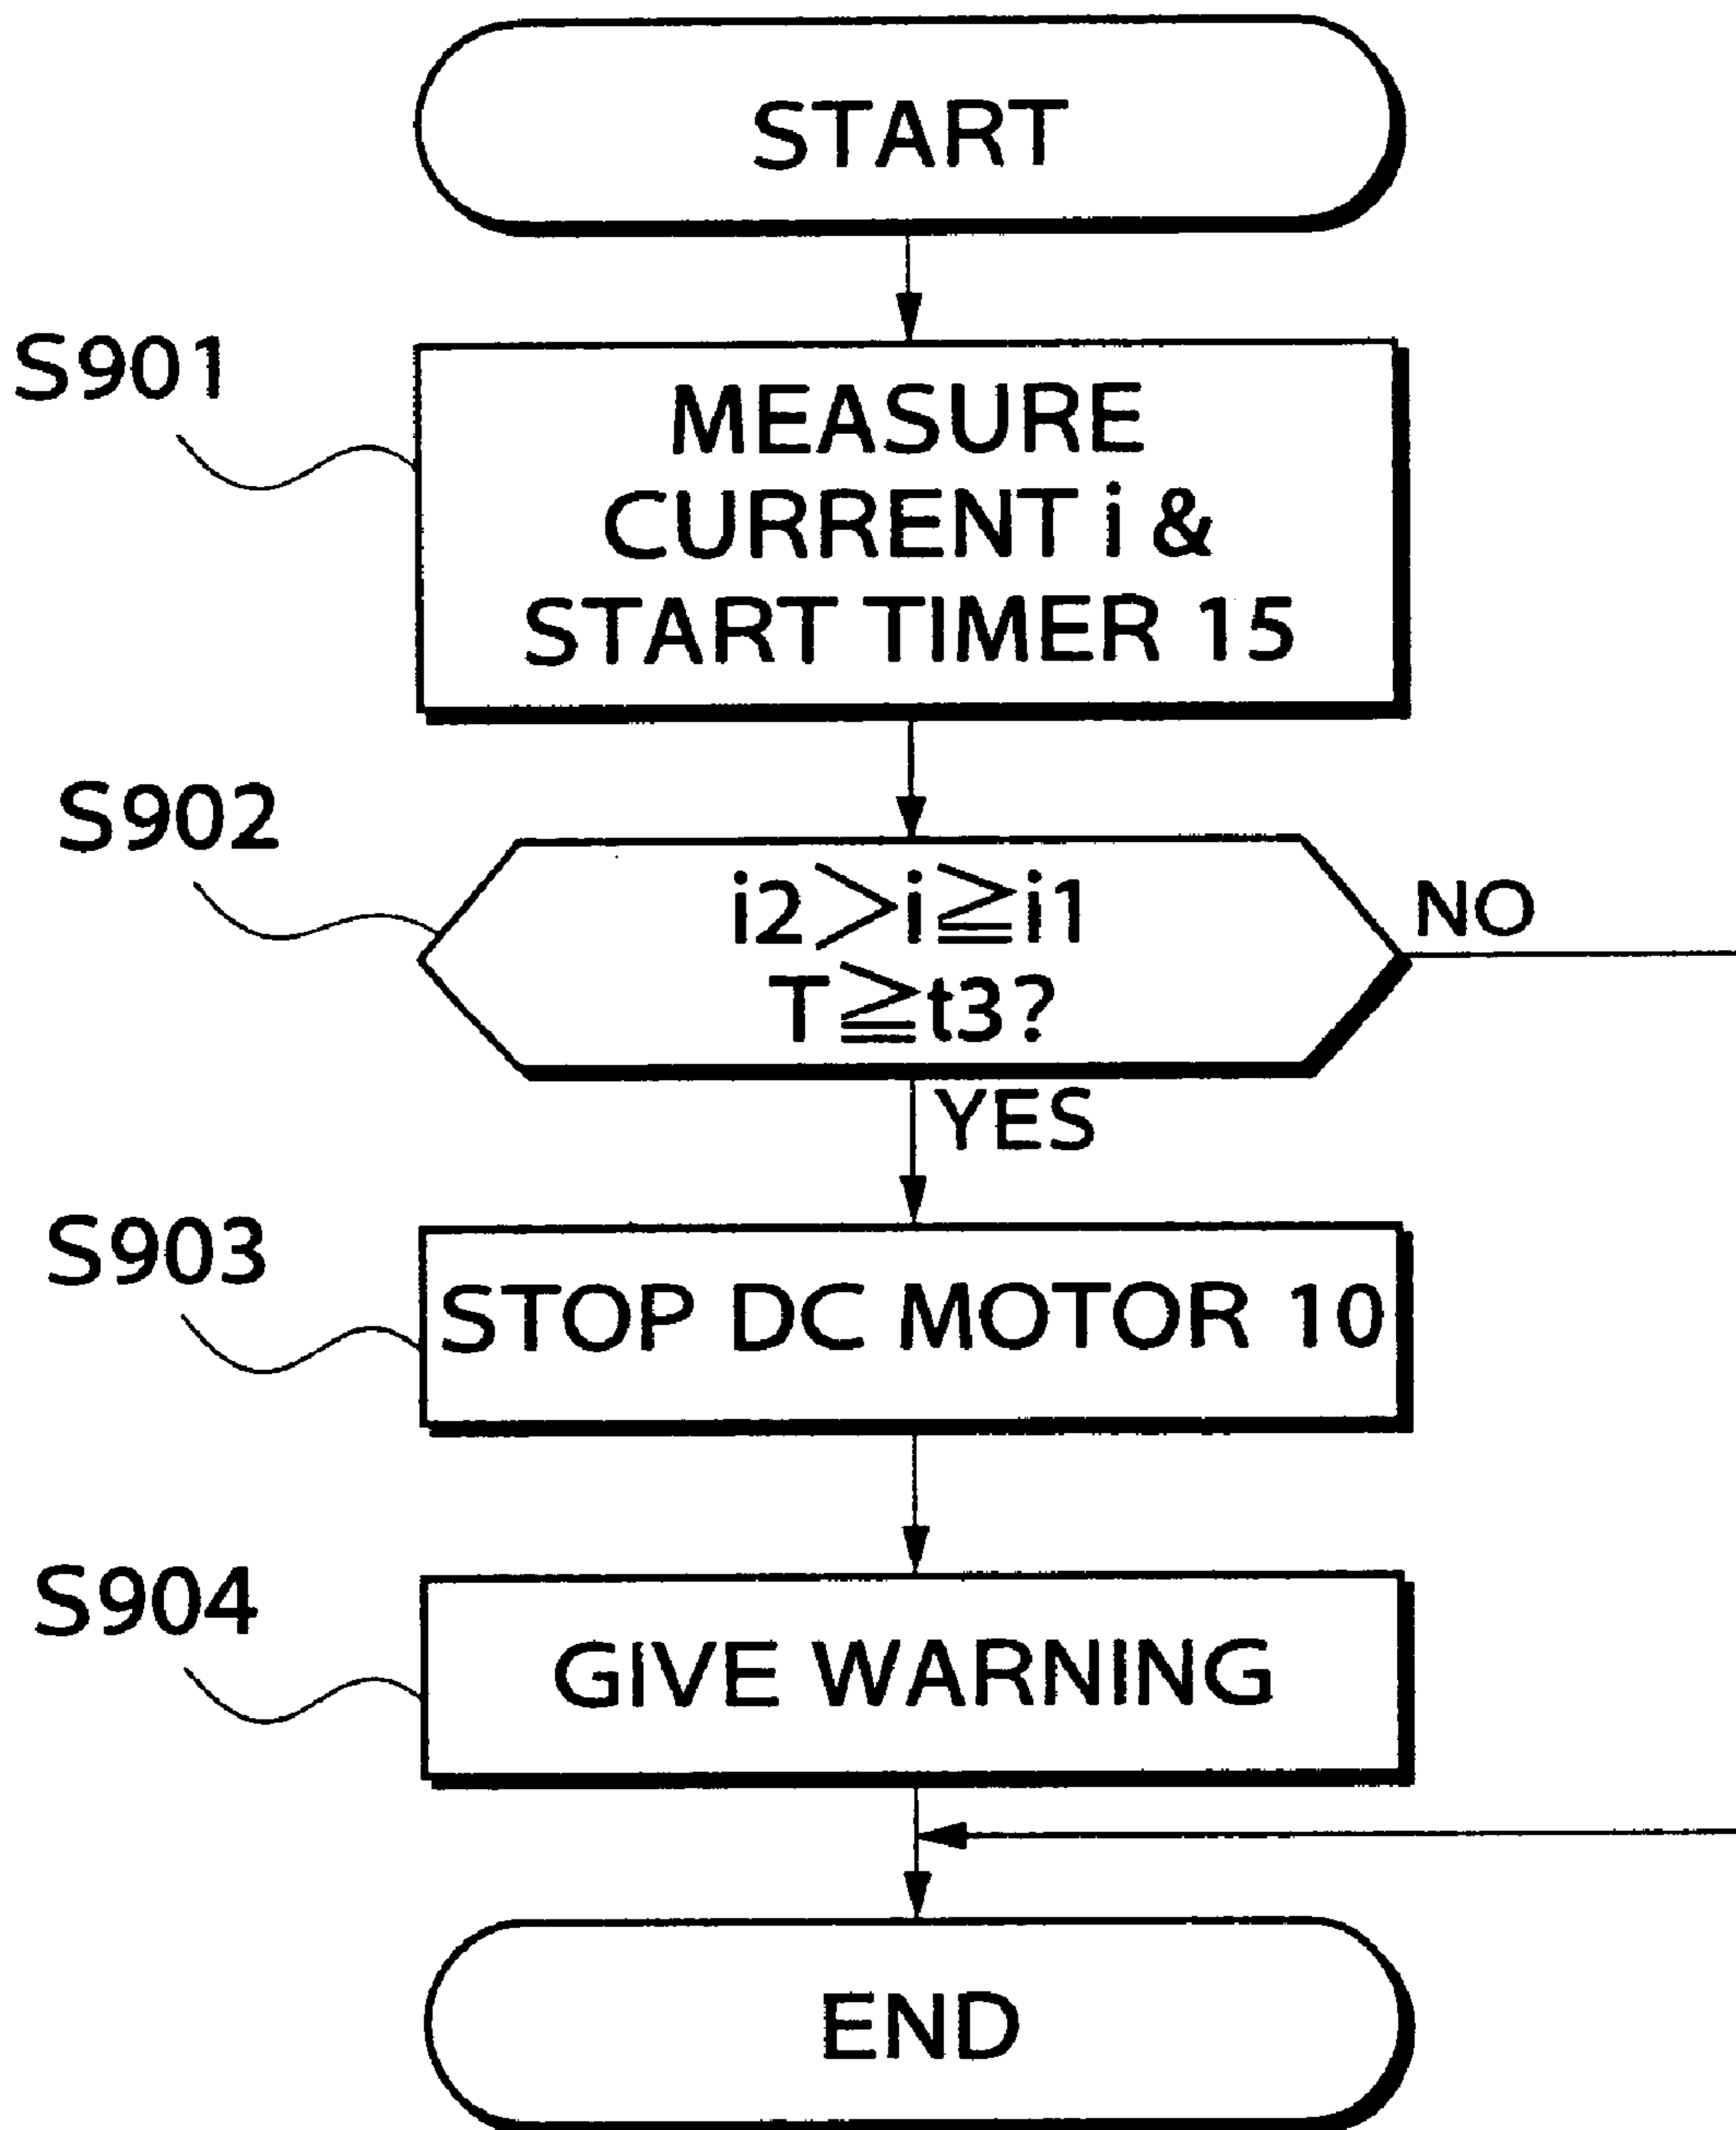 START
S901
MEASURE
CURRENT i &
START TIMER 15
S902
i2>i≧i1
T≧t3?
NO
YES
S903
STOP DC MOTOR 10
S904
GIVE WARNING
END